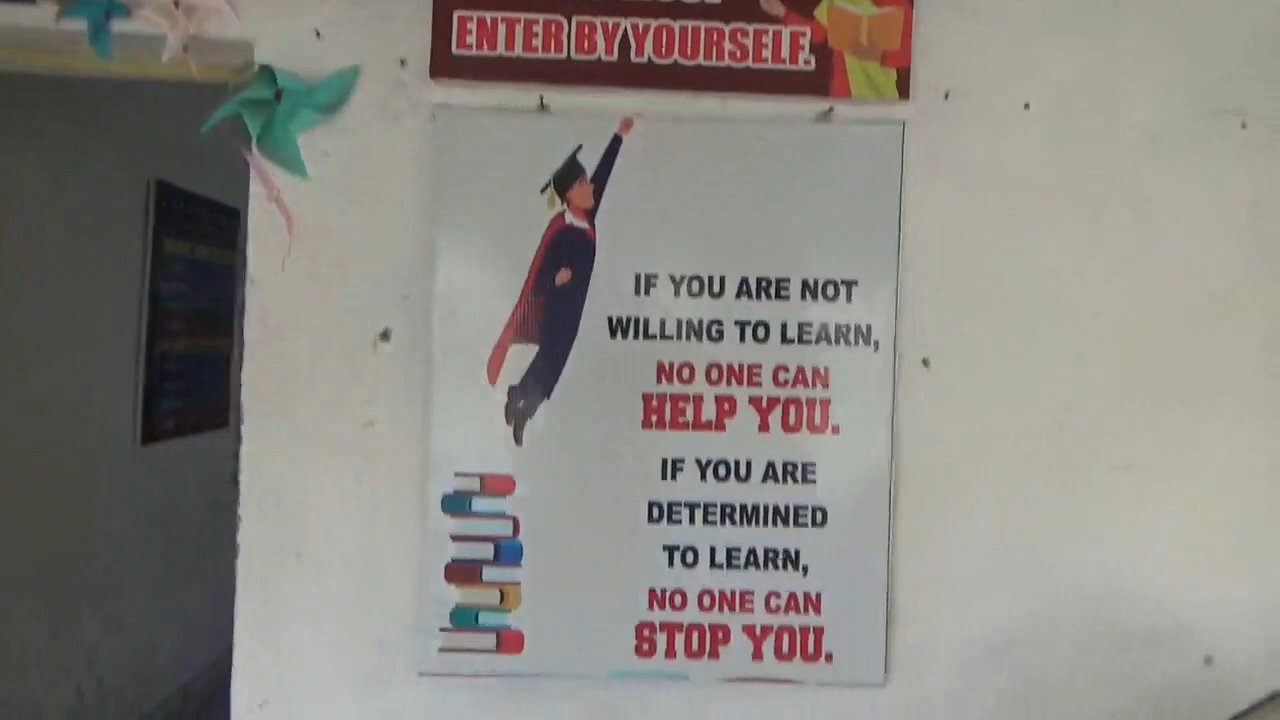 ENTER BY YOURSELF.
IF YOU ARE NOT
WILLING TO LEARN,
NO ONE CAN
HELP YOU.
IF YOU ARE
DETERMINED
TO LEARN,
NO ONE CAN
STOP YOU.